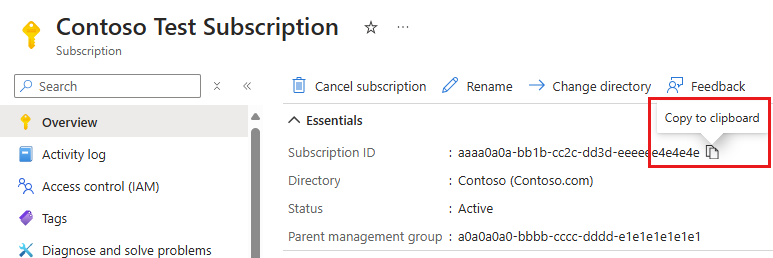 Contoso Test Subscription
Subscription
Search
Cancel subscription
Rename
Change directory
Feedback
Overview
Activity log
Access control (IAM)
Tags
Diagnose and solve problems
Copy to clipboard
Essentials
Subscription ID : aaaa0a0a-bb1b-cc2c-dd3d-eeeeee4e4e4e
Directory : Contoso (Contoso.com)
Status : Active
Parent management group : a0a0a0a0-bbbb-cccc-dddd-e1e1e1e1e1e1